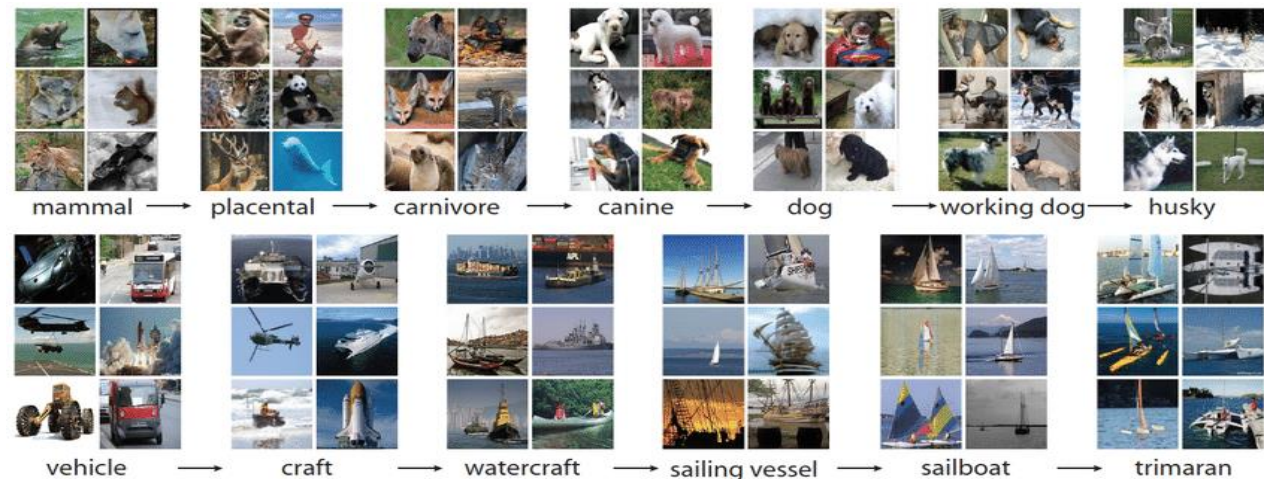 mammal → placental → carnivore → canine → dog → working dog → husky
vehicle → craft → watercraft → sailing vessel → sailboat → trimaran